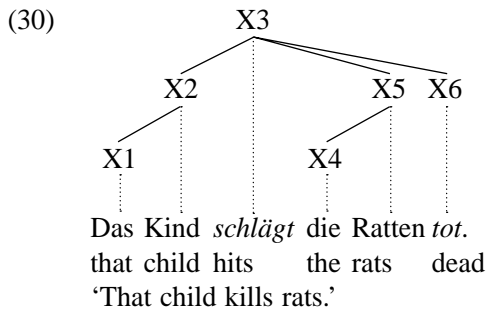 (30) X3
X2 X5 X6
X1 X4
Das Kind schlägt die Ratten tot.
that child hits the rats dead
‘That child kills rats.’